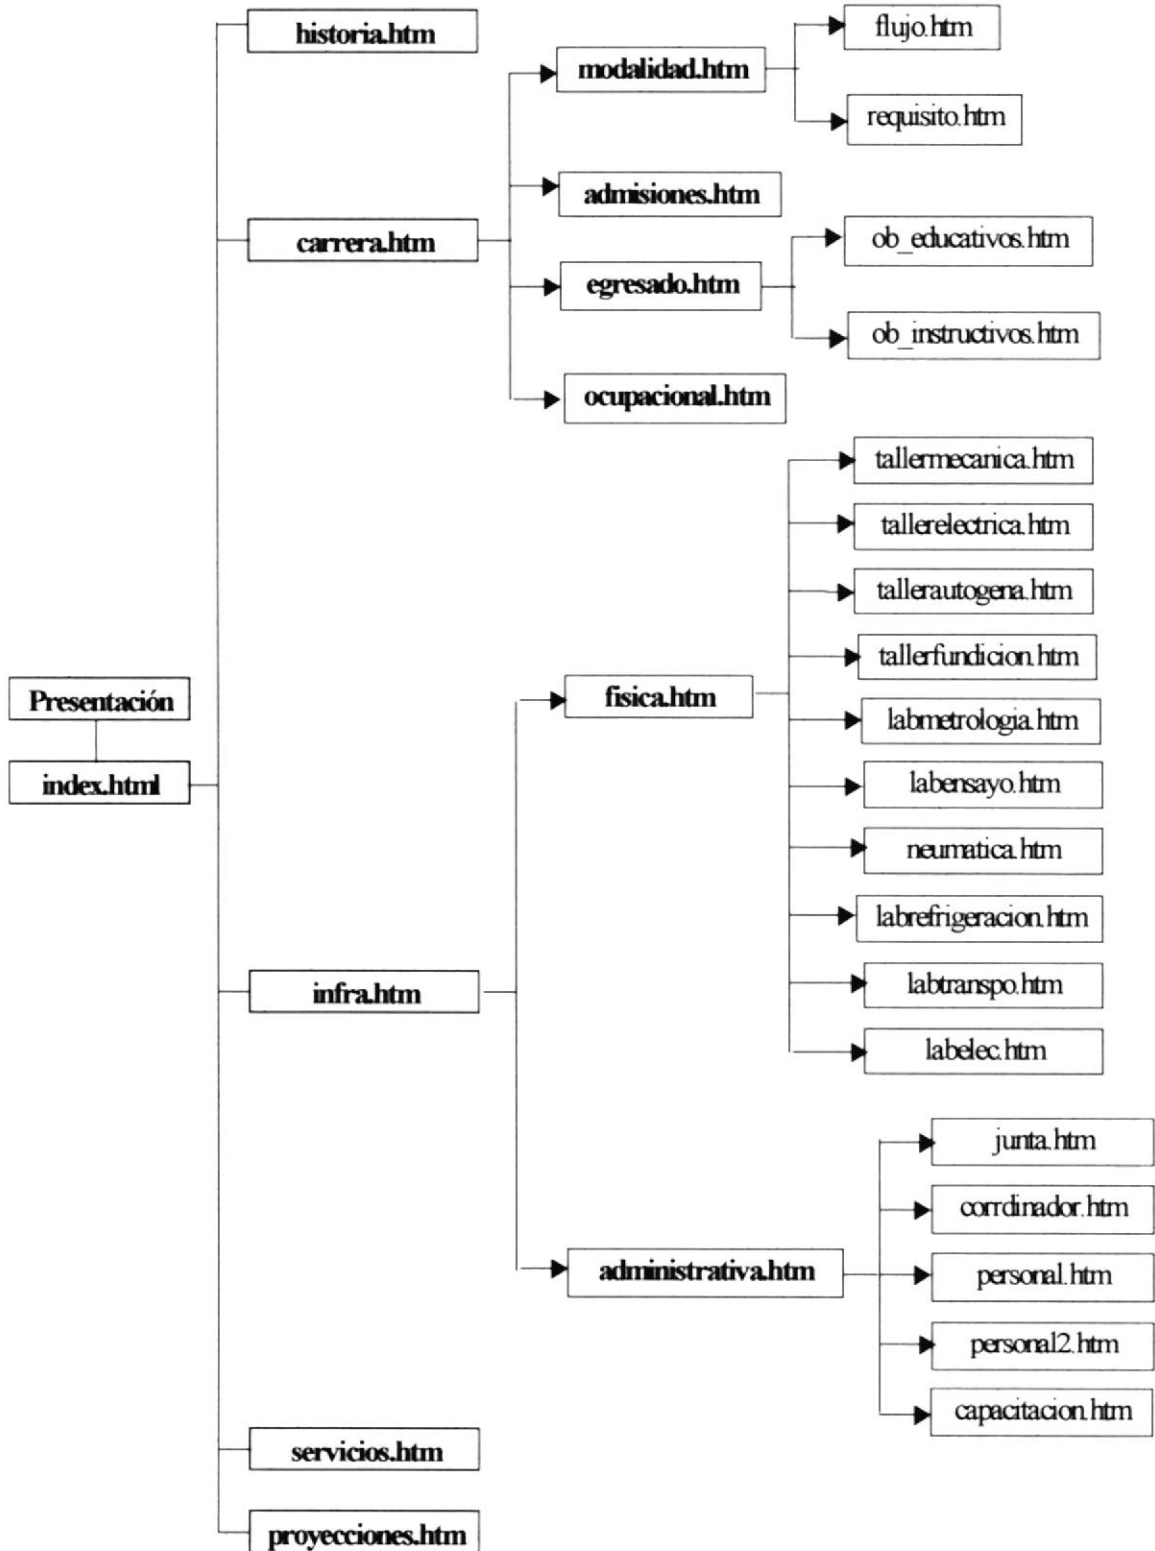 historia.htm
flujo.htm
modalidad.htm
requisito.htm
admisiones.htm
carrera.htm
ob_educativos.htm
egresado.htm
ob_instructivos.htm
ocupacional.htm
tallermecanica.htm
tallerelectrica.htm
tallerautogena.htm
tallerfundicion.htm
Presentación
fisica.htm
labmetrologia.htm
index.html
labensayo.htm
neumatica.htm
labrefrigeracion.htm
infra.htm
labtranspo.htm
labelec.htm
junta.htm
corrdinador.htm
administrativa.htm
personal.htm
personal2.htm
capacitacion.htm
servicios.htm
proyecciones.htm